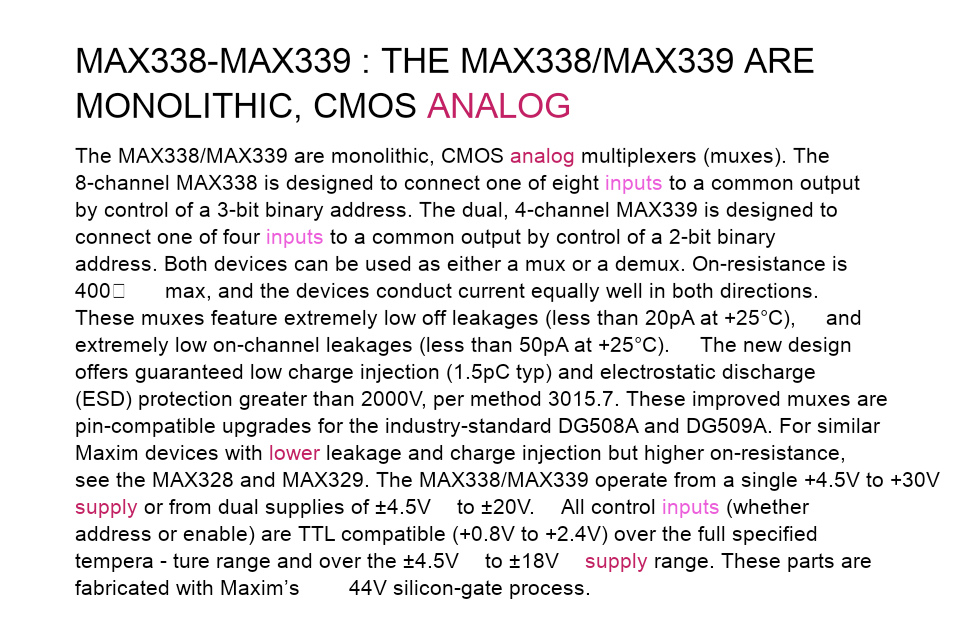 MAX338-MAX339 : THE MAX338/MAX339 ARE
MONOLITHIC, CMOS ANALOG
The MAX338/MAX339 are monolithic, CMOS analog multiplexers (muxes). The
8-channel MAX338 is designed to connect one of eight inputs to a common output
by control of a 3-bit binary address. The dual, 4-channel MAX339 is designed to
connect one of four inputs to a common output by control of a 2-bit binary
address. Both devices can be used as either a mux or a demux. On-resistance is
400□ max, and the devices conduct current equally well in both directions.
These muxes feature extremely low off leakages (less than 20pA at +25°C), and
extremely low on-channel leakages (less than 50pA at +25°C). The new design
offers guaranteed low charge injection (1.5pC typ) and electrostatic discharge
(ESD) protection greater than 2000V, per method 3015.7. These improved muxes are
pin-compatible upgrades for the industry-standard DG508A and DG509A. For similar
Maxim devices with lower leakage and charge injection but higher on-resistance,
see the MAX328 and MAX329. The MAX338/MAX339 operate from a single +4.5V to +30V
supply or from dual supplies of ±4.5V to ±20V. All control inputs (whether
address or enable) are TTL compatible (+0.8V to +2.4V) over the full specified
tempera - ture range and over the ±4.5V to ±18V supply range. These parts are
fabricated with Maxim’s 44V silicon-gate process.